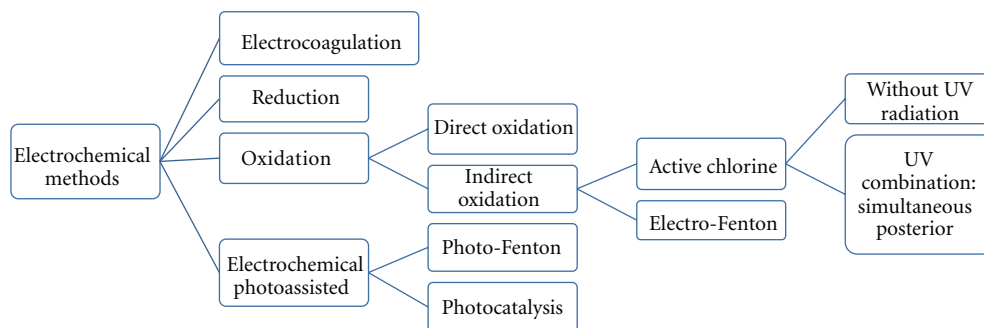 Electrochemical
methods
Electrocoagulation
Reduction
Oxidation
Electrochemical
photoassisted
Direct oxidation
Indirect
oxidation
Photo-Fenton
Photocatalysis
Active chlorine
Electro-Fenton
Without UV
radiation
UV
combination:
simultaneous
posterior